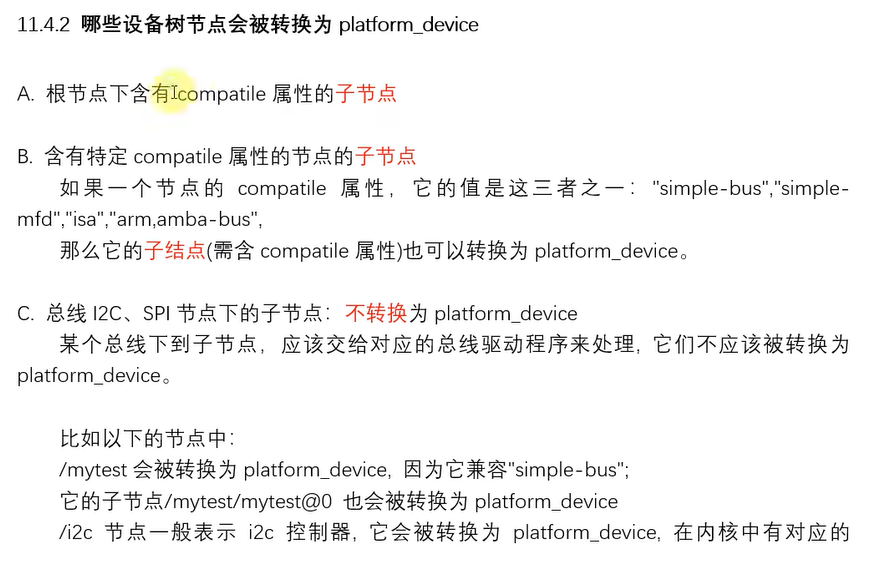 11.4.2 哪些设备树节点会被转换为 platform_device
A. 根节点下含有 compatile 属性的子节点
B. 含有特定 compatile 属性的节点的子节点
如果一个节点的 compatile 属性，它的值是这三者之一："simple-bus","simple-
mfd","isa","arm,amba-bus",
那么它的子结点(需含 compatile 属性)也可以转换为 platform_device。
C. 总线 I2C、SPI 节点下的子节点：不转换为 platform_device
某个总线下到子节点，应该交给对应的总线驱动程序来处理, 它们不应该被转换为
platform_device。
比如以下的节点中：
/mytest 会被转换为 platform_device, 因为它兼容"simple-bus";
它的子节点/mytest/mytest@0 也会被转换为 platform_device
/i2c 节点一般表示 i2c 控制器, 它会被转换为 platform_device, 在内核中有对应的